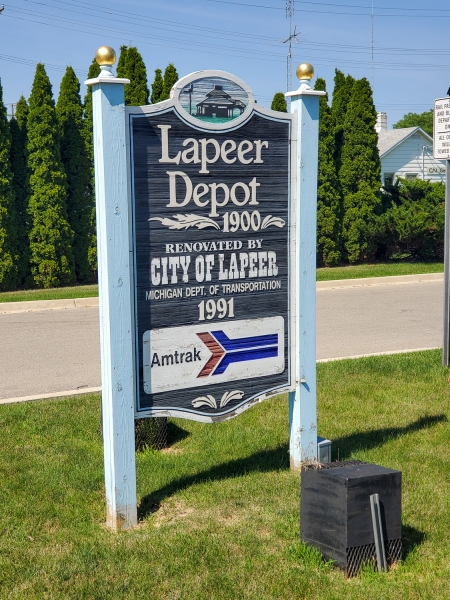 Lapeer
Depot
1900
RENOVATED BY
CITY OF LAPEER
MICHIGAN DEPT. OF TRANSPORTATION
1991
Amtrak